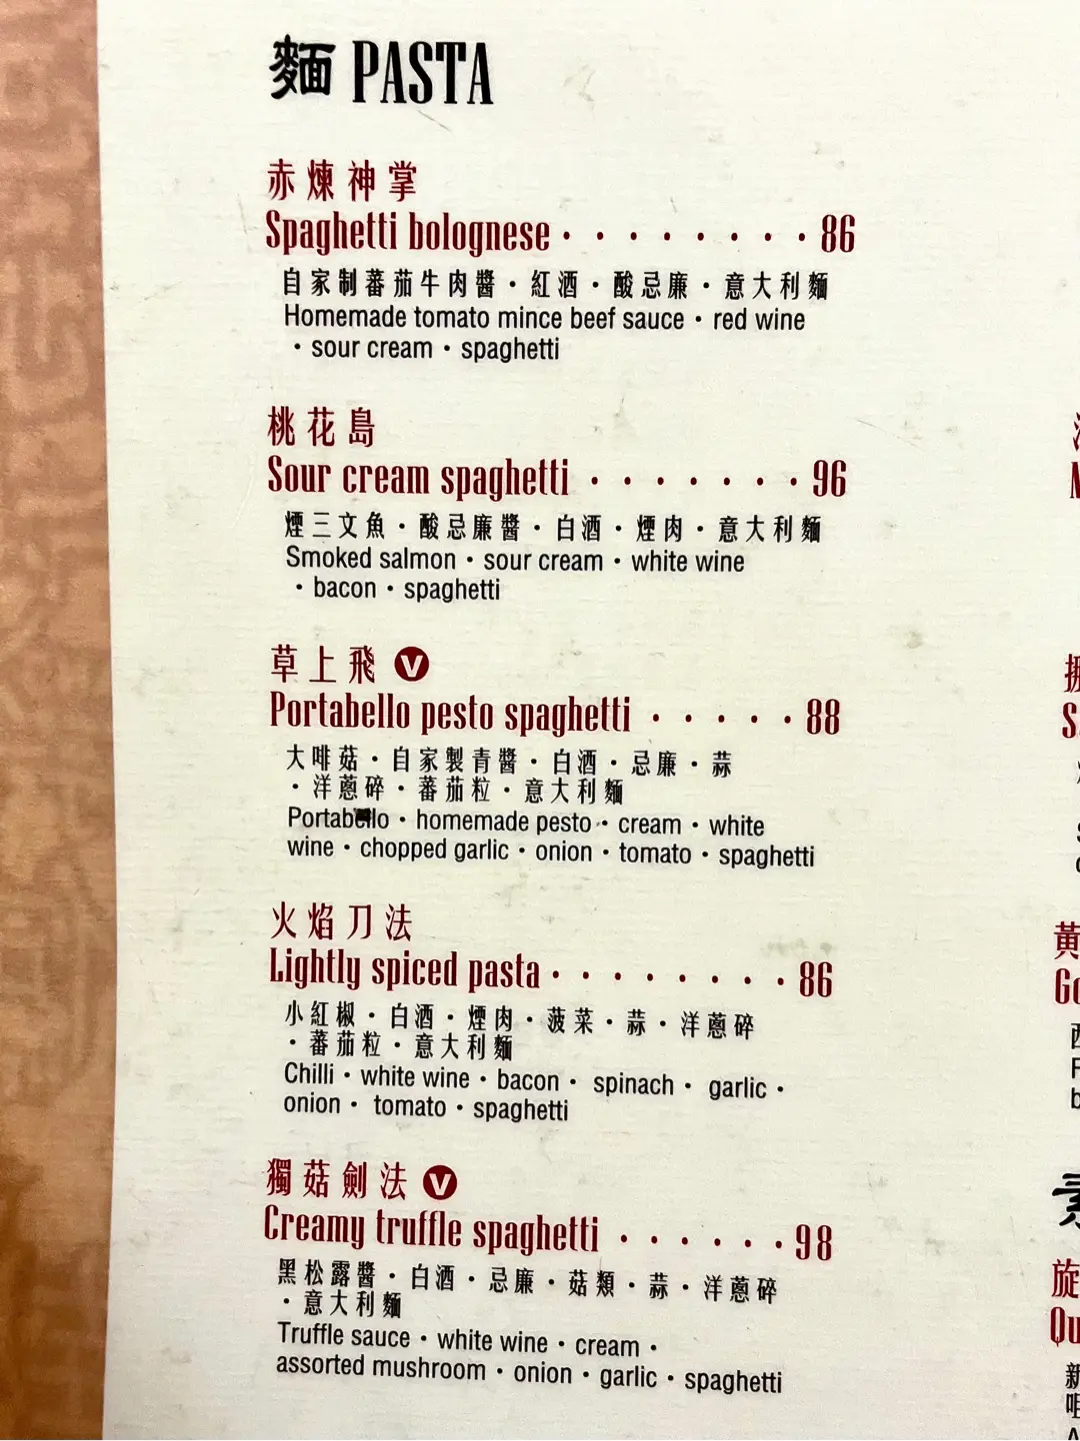 麵 PASTA
赤煉神掌
Spaghetti bolognese · · · · · · · · 86
自家制蕃茄牛肉醬·紅酒·酸忌廉·意大利麵
Homemade tomato mince beef sauce · red wine
· sour cream · spaghetti
桃花島
Sour cream spaghetti · · · · · · · 96
煙三文魚·酸忌廉醬·白酒·煙肉·意大利麵
Smoked salmon · sour cream · white wine
· bacon · spaghetti
草上飛 V
Portabello pesto spaghetti · · · · · 88
大啡菇·自家製青醬·白酒·忌廉·蒜
·洋蔥碎·蕃茄粒·意大利麵
Portabello · homemade pesto · cream · white
wine · chopped garlic · onion · tomato · spaghetti
火焰刀法
Lightly spiced pasta · · · · · · · · 86
小紅椒·白酒·煙肉·菠菜·蒜·洋蔥碎
·蕃茄粒·意大利麵
Chilli · white wine · bacon · spinach · garlic ·
onion · tomato · spaghetti
獨菇劍法 V
Creamy truffle spaghetti · · · · · · 98
黑松露醬·白酒·忌廉·菇類·蒜·洋蔥碎
·意大利麵
Truffle sauce · white wine · cream ·
assorted mushroom · onion · garlic · spaghetti
黃
Go
素
旋
Qu
新
咀